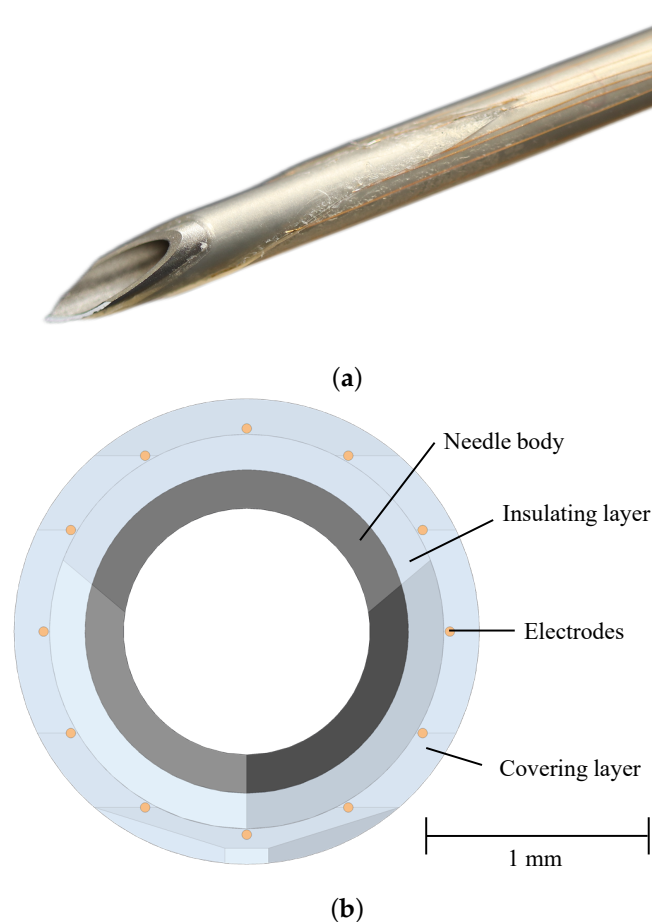 (a)
Needle body
Insulating layer
Electrodes
Covering layer
1 mm
(b)